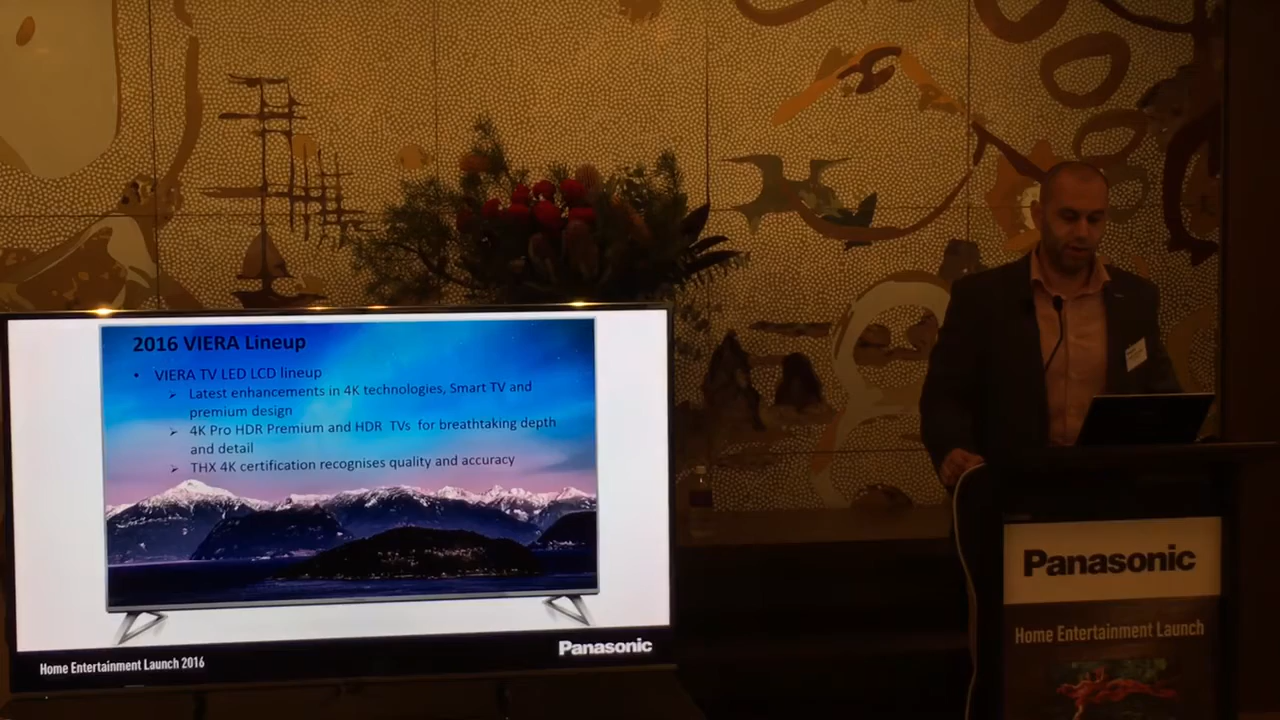 2016 VIERA Lineup
• VIERA TV LED LCD lineup
➢ Latest enhancements in 4K technologies, Smart TV and
premium design
➢ 4K Pro HDR Premium and HDR TVs for breathtaking depth
and detail
➢ THX 4K certification recognises quality and accuracy
Panasonic
Home Entertainment Launch 2016
Panasonic
Home Entertainment Launch